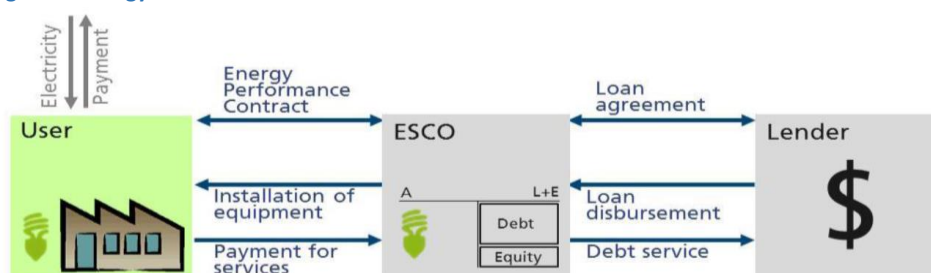 Electricity
Payment
Energy
Performance
Contract
Loan
agreement
User
ESCO
Lender
A
L+E
Installation of
equipment
Loan
disbursement
Debt
$
Payment for
services
Debt service
Equity